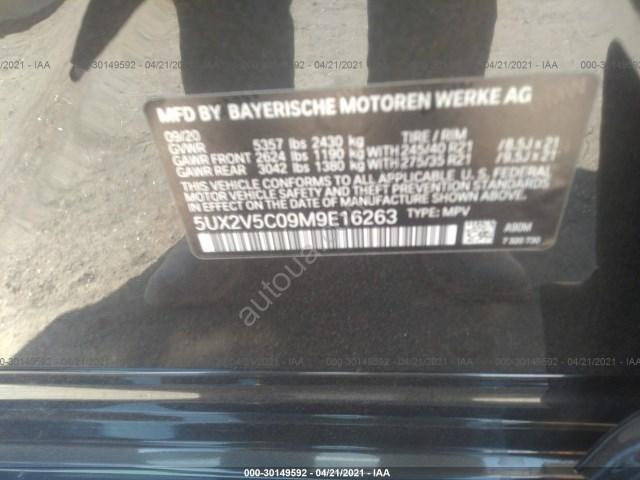 000-30149592 - 04/21/2021 - IAA
MFD BY BAYERISCHE MOTOREN WERKE AG
09/20 TIRE / RIM
GVWR 5357 lbs 2430 kg
GAWR FRONT 2624 lbs 1190 kg WITH 245/40 R21 / 8.5J x 21
GAWR REAR 3042 lbs 1380 kg WITH 275/35 R21 / 9.5J x 21
THIS VEHICLE CONFORMS TO ALL APPLICABLE U.S. FEDERAL
MOTOR VEHICLE SAFETY, BUMPER, AND THEFT PREVENTION STANDARDS
IN EFFECT ON THE DATE OF MANUFACTURE SHOWN ABOVE.
5UX2V5C09M9E16263 TYPE: MPV
A90M
000-30149592 - 04/21/2021 - IAA
000-30149592 - 04/21/2021 - IAA